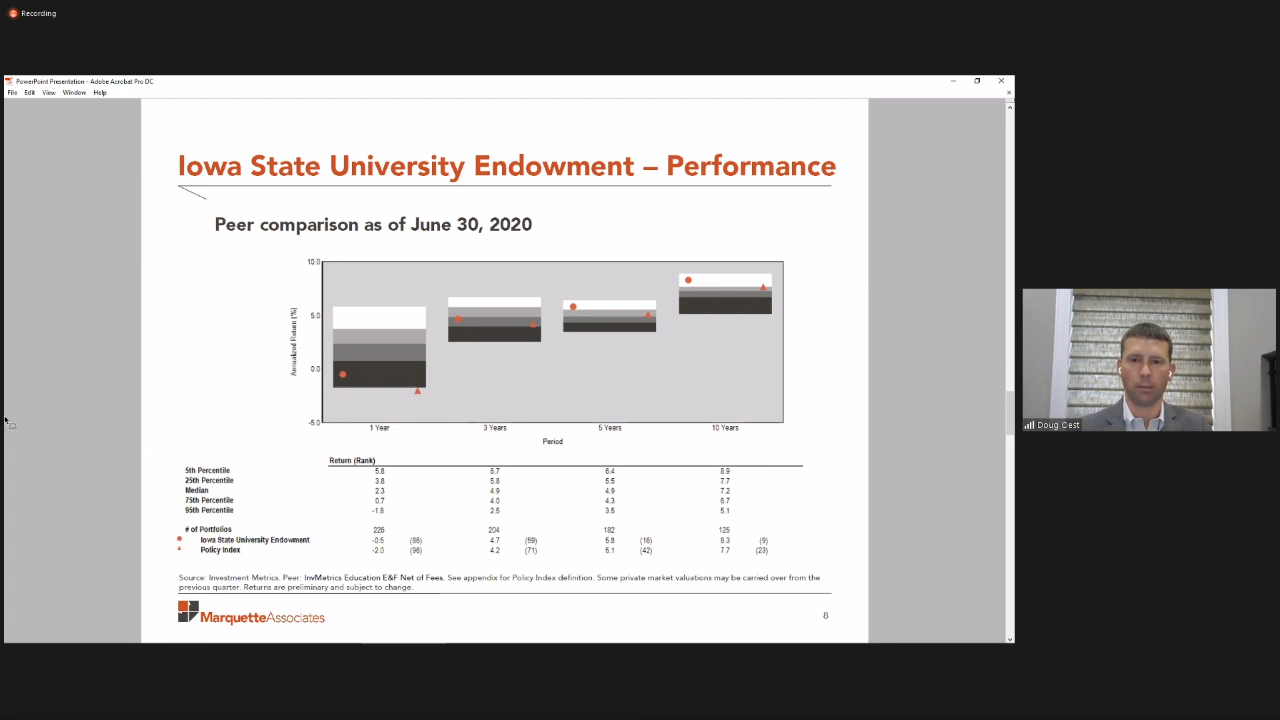 Recording
PowerPoint Presentation - Adobe Acrobat Pro DC
File Edit View Window Help
Iowa State University Endowment – Performance
Peer comparison as of June 30, 2020
10.0
5.0
0.0
-5.0
Annualized Return (%)
1 Year 3 Years 5 Years 10 Years
Period
Return (Rank)
5th Percentile 5.8 6.7 6.4 8.9
25th Percentile 3.8 5.8 5.5 7.7
Median 2.3 4.9 4.9 7.2
75th Percentile 0.7 4.0 4.3 6.7
95th Percentile -1.8 2.5 3.5 5.1
# of Portfolios 226 204 182 125
Iowa State University Endowment -0.5 (86) 4.7 (59) 5.8 (16) 8.3 (9)
Policy Index -2.0 (96) 4.2 (71) 5.1 (42) 7.7 (23)
Source: Investment Metrics. Peer: InvMetrics Education E&F Net of Fees. See appendix for Policy Index definition. Some private market valuations may be carried over from the
previous quarter. Returns are preliminary and subject to change.
MarquetteAssociates
8
Doug Oest